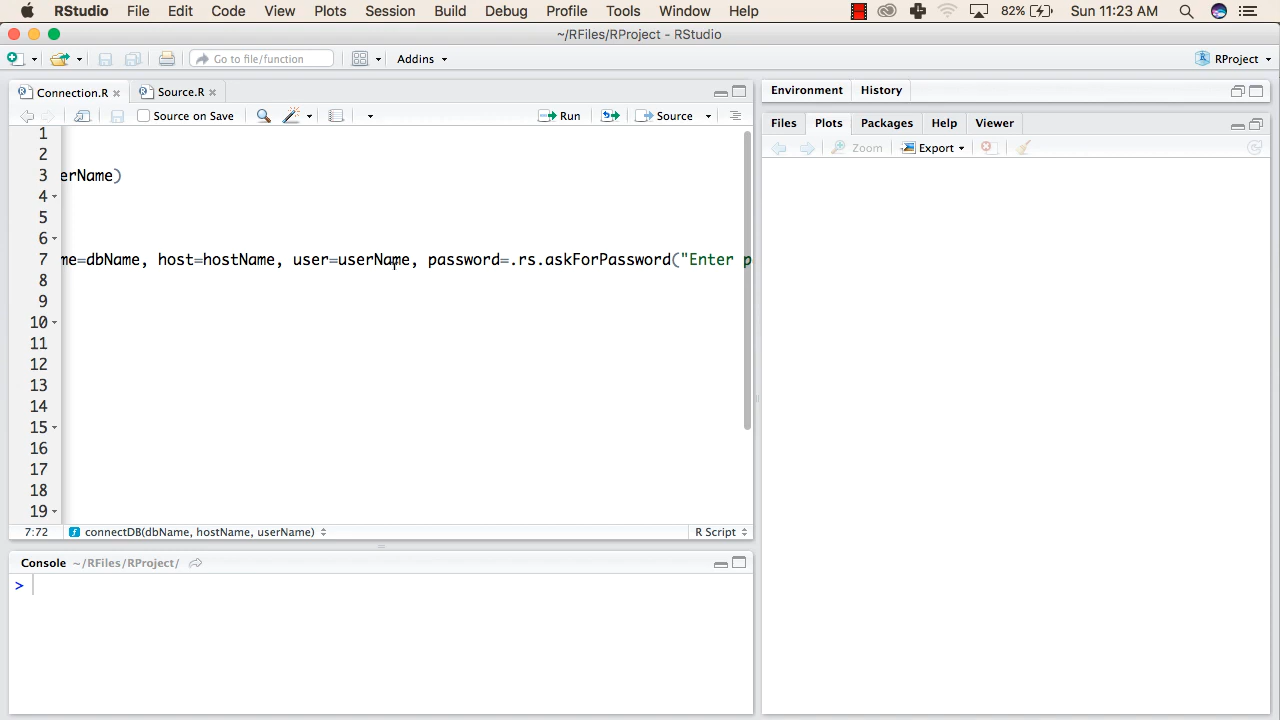 RStudio File Edit Code View Plots Session Build Debug Profile Tools Window Help 82% Sun 11:23 AM
~/RFiles/RProject - RStudio
Go to file/function Addins RProject
Connection.R Source.R
Source on Save Run Source
Environment History
Files Plots Packages Help Viewer
Zoom Export
1
2
3 erName)
4
5
6
7 me=dbName, host=hostName, user=userName, password=.rs.askForPassword("Enter p
8
9
10
11
12
13
14
15
16
17
18
19
7:72 connectDB(dbName, hostName, userName) R Script
Console ~/RFiles/RProject/
>